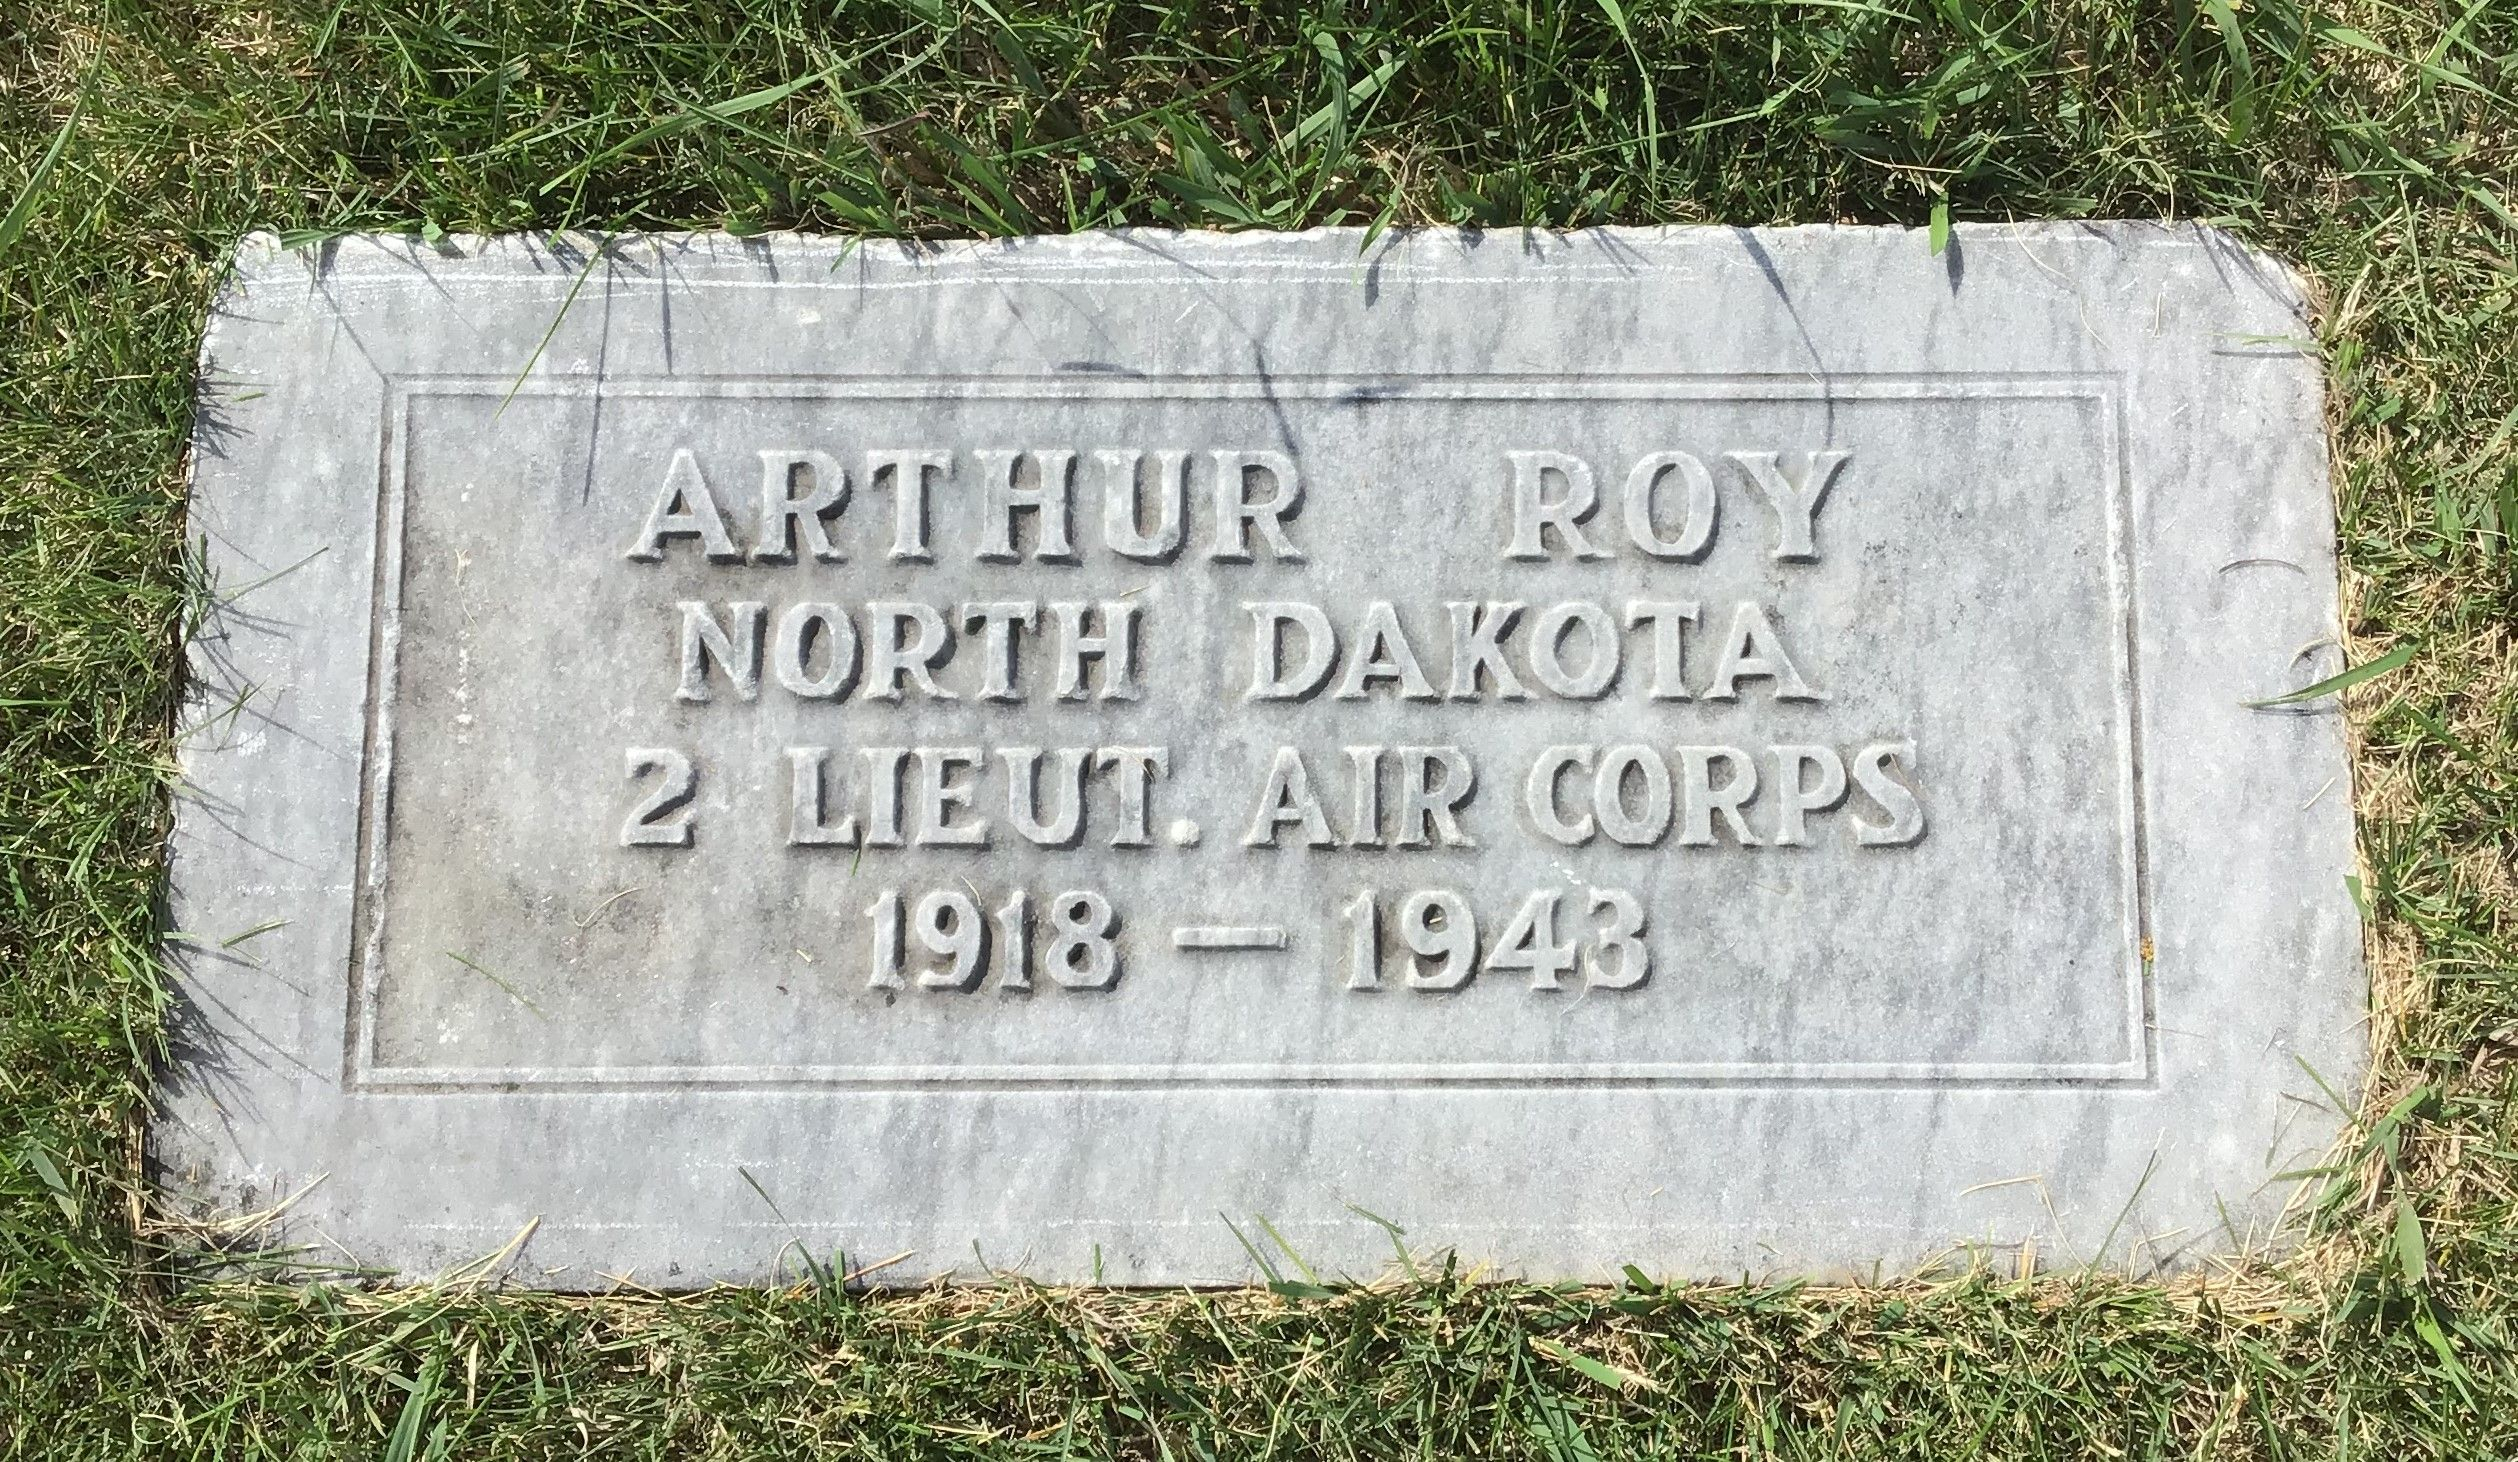 ARTHUR ROY
NORTH DAKOTA
2 LIEUT. AIR CORPS
1918 — 1943